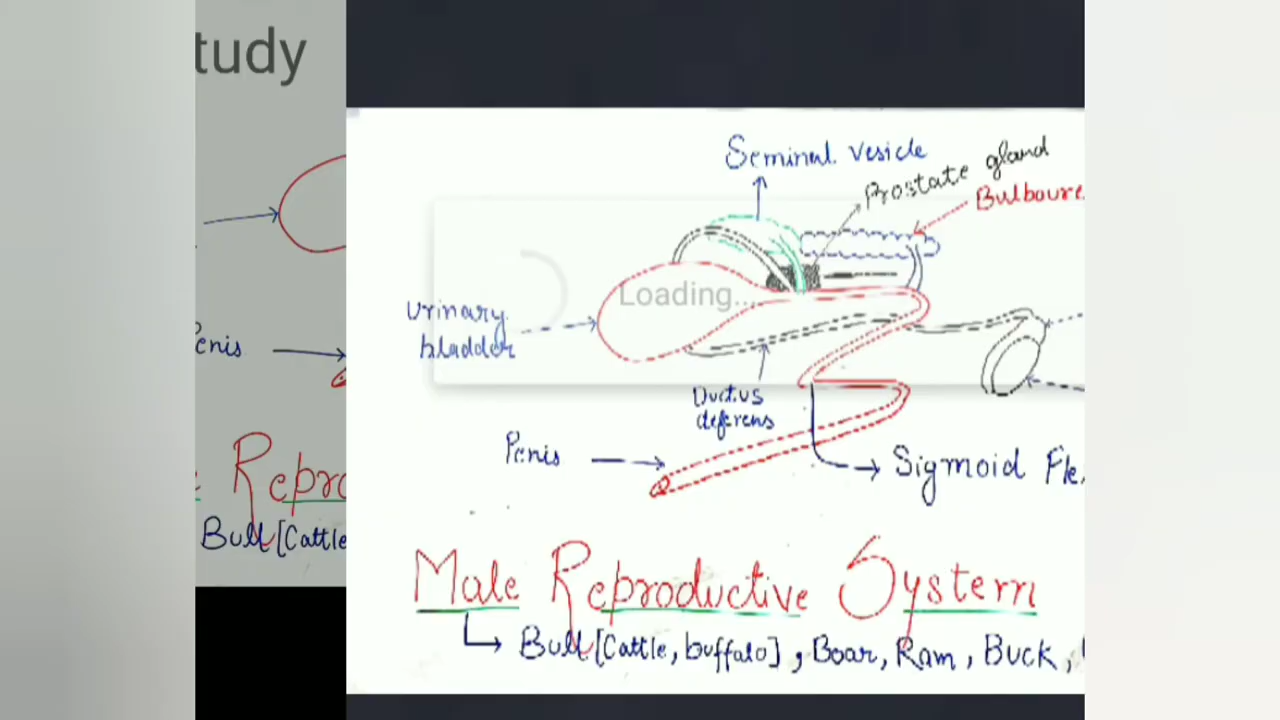 tudy
Seminal vesicle
Prostate gland
Bulboure
Loading...
Urinary
bladder
Ductus
deferens
Penis
Sigmoid Fle
Male Reproductive System
Bull [Cattle, buffalo], Boar, Ram, Buck,
enis
Repro
Bull [Cattle